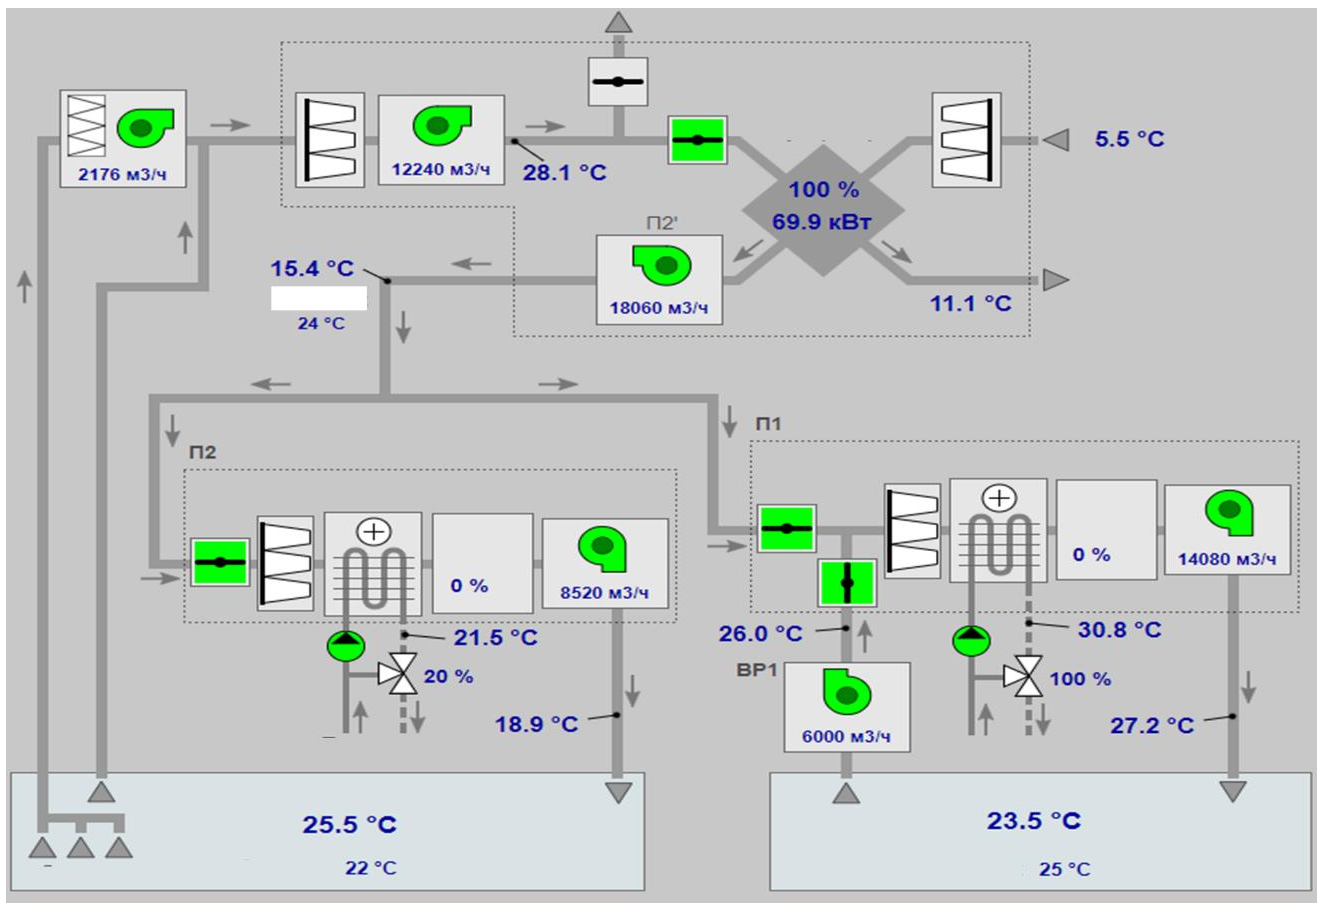 5.5 °C
2176 м3/ч
12240 м3/ч
28.1 °C
100 %
69.9 кВт
П2'
15.4 °C
24 °C
18060 м3/ч
11.1 °C
П1
П2
0 %
8520 м3/ч
0 %
14080 м3/ч
21.5 °C
20 %
26.0 °C
30.8 °C
ВР1
100 %
18.9 °C
6000 м3/ч
27.2 °C
25.5 °C
22 °C
23.5 °C
25 °C